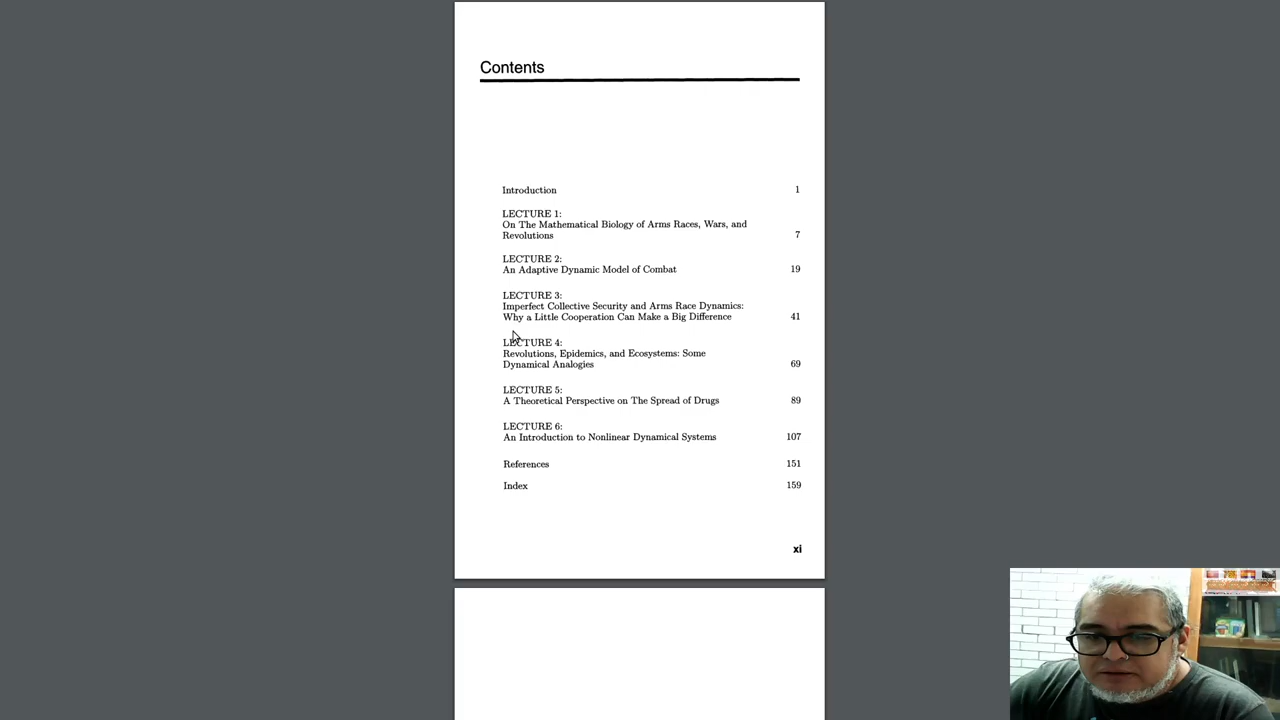 Contents
Introduction 1
LECTURE 1:
On The Mathematical Biology of Arms Races, Wars, and
Revolutions 7
LECTURE 2:
An Adaptive Dynamic Model of Combat 19
LECTURE 3:
Imperfect Collective Security and Arms Race Dynamics:
Why a Little Cooperation Can Make a Big Difference 41
LECTURE 4:
Revolutions, Epidemics, and Ecosystems: Some
Dynamical Analogies 69
LECTURE 5:
A Theoretical Perspective on The Spread of Drugs 89
LECTURE 6:
An Introduction to Nonlinear Dynamical Systems 107
References 151
Index 159
xi